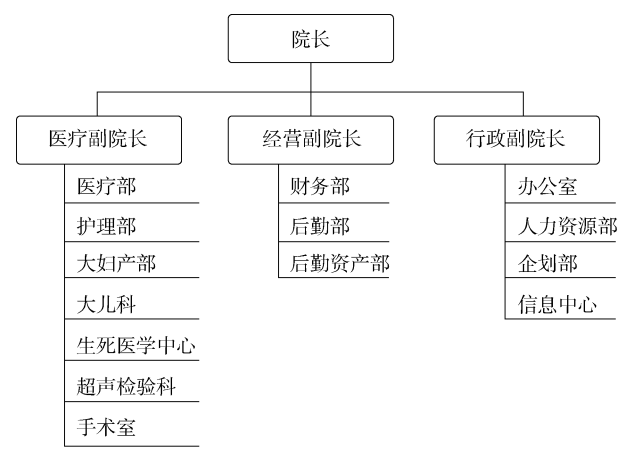 院长
医疗副院长
经营副院长
行政副院长
医疗部
护理部
大妇产部
大儿科
生死医学中心
超声检验科
手术室
财务部
后勤部
后勤资产部
办公室
人力资源部
企划部
信息中心